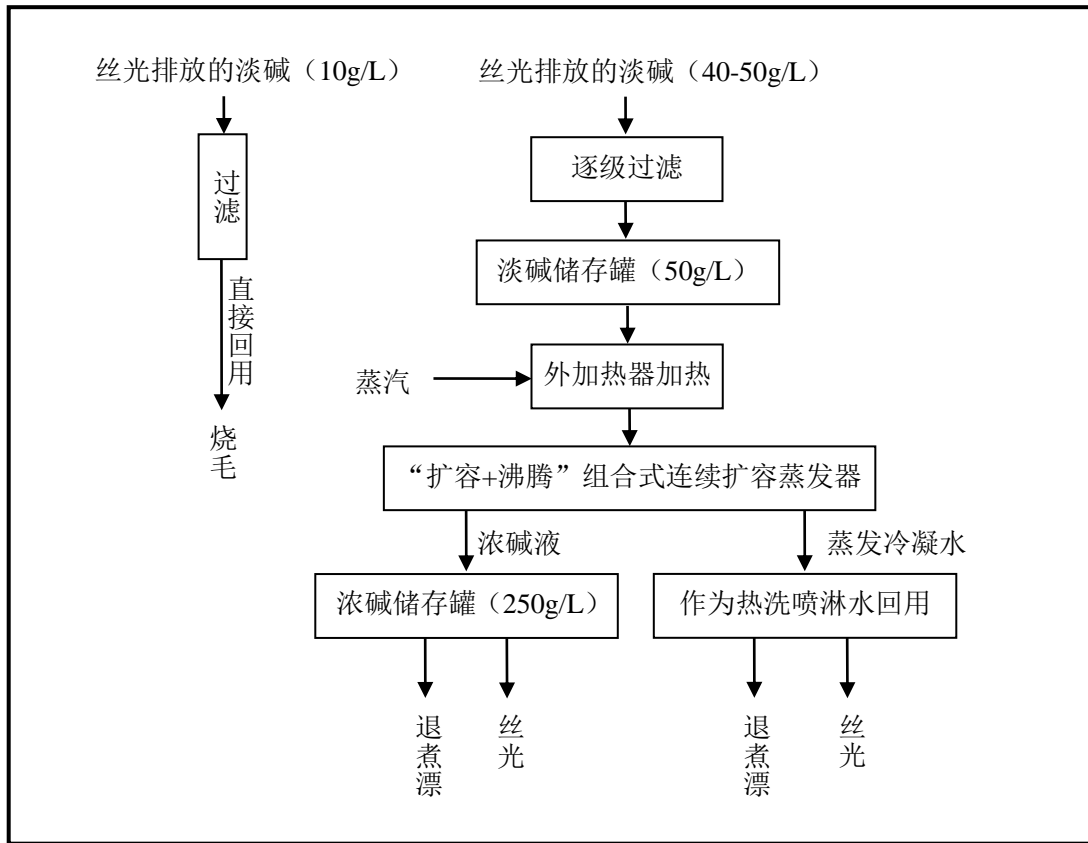 丝光排放的淡碱（10g/L）
丝光排放的淡碱（40-50g/L）
过滤
逐级过滤
淡碱储存罐（50g/L）
直接回用
蒸汽
外加热器加热
烧毛
“扩容+沸腾”组合式连续扩容蒸发器
浓碱液
蒸发冷凝水
浓碱储存罐（250g/L）
作为热洗喷淋水回用
退煮漂
丝光
退煮漂
丝光